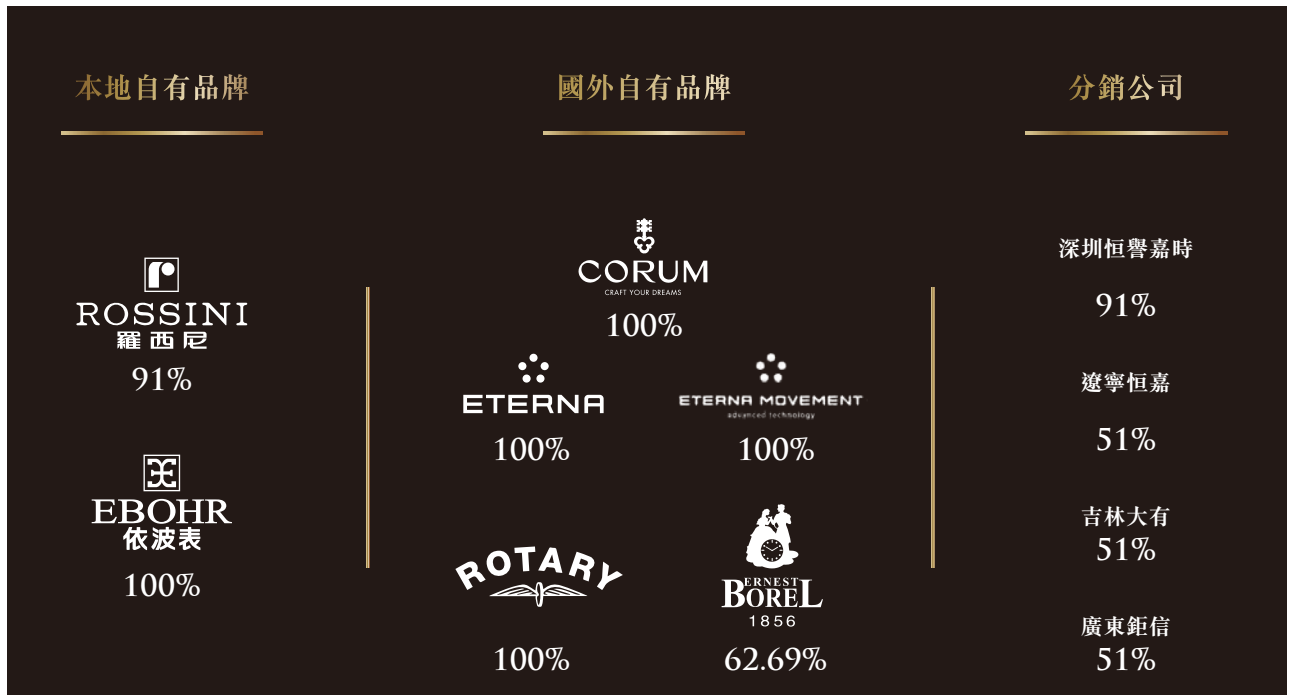 本地自有品牌
ROSSINI
羅西尼
91%
EBOHR
依波表
100%
國外自有品牌
CORUM
CRAFT YOUR DREAMS
100%
ETERNA
100%
ETERNA MOVEMENT
advanced technology
100%
ROTARY
100%
ERNEST
BOREL
1856
62.69%
分銷公司
深圳恒譽嘉時
91%
遼寧恒嘉
51%
吉林大有
51%
廣東鉅信
51%